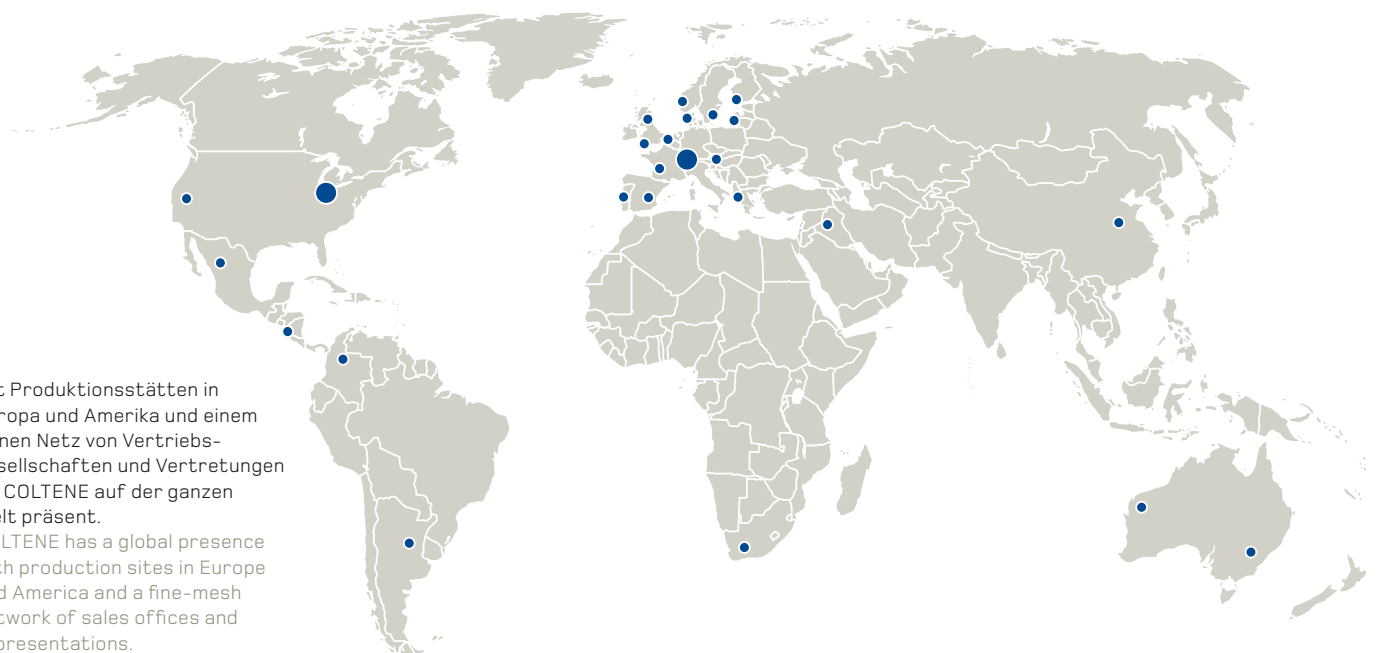 t Produktionsstätten in
ropa und Amerika und einem
nen Netz von Vertriebs-
sellschaften und Vertretungen
COLTENE auf der ganzen
lt präsent.
LTENE has a global presence
th production sites in Europe
d America and a fine-mesh
twork of sales offices and
presentations.